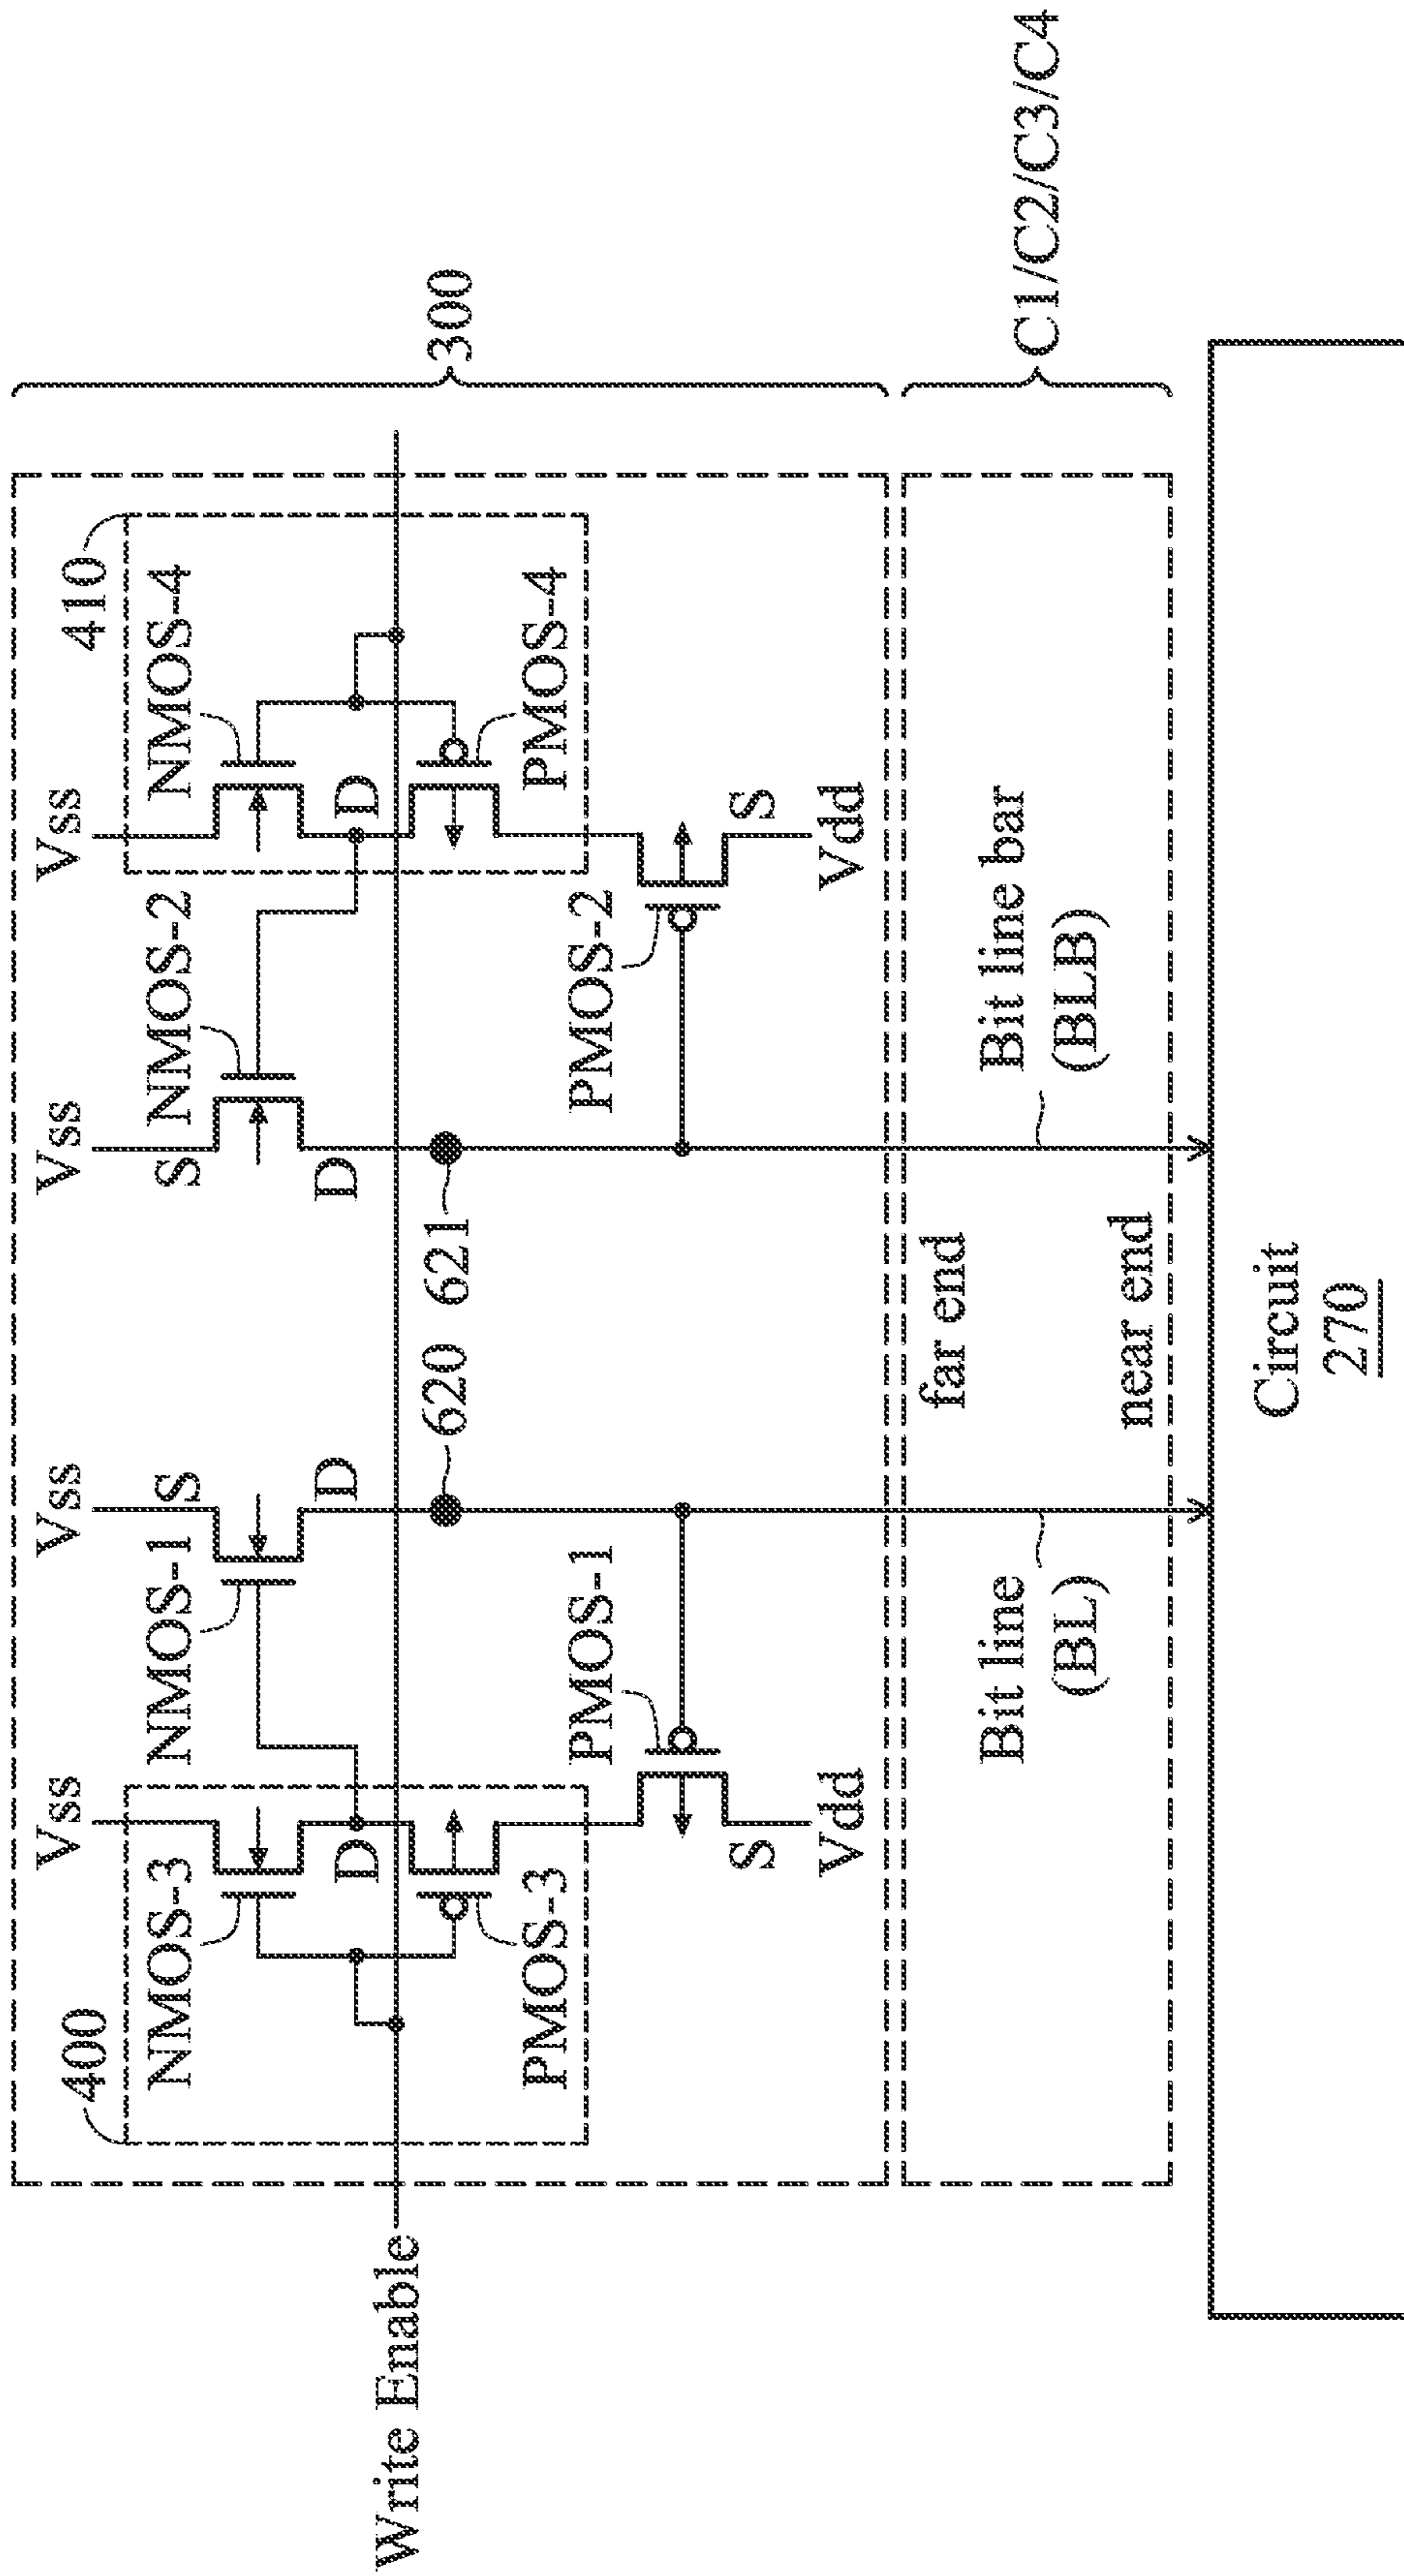 Vss
Vss
Vss
Vss
400
410
NMOS-3
NMOS-1
S
S
NMOS-2
NMOS-4
D
D
D
D
Write Enable
620
621
300
PMOS-3
PMOS-4
PMOS-1
PMOS-2
S
S
Vdd
Vdd
far end
Bit line
(BL)
Bit line bar
(BLB)
C1/C2/C3/C4
near end
Circuit
270